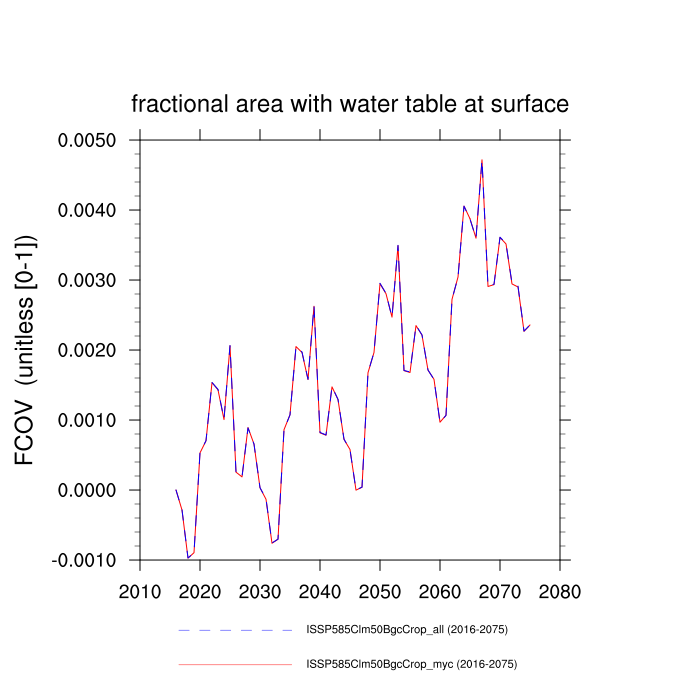 fractional area with water table at surface
FCOV (unitless [0-1])
0.0050
0.0040
0.0030
0.0020
0.0010
0.0000
-0.0010
2010 2020 2030 2040 2050 2060 2070 2080
ISSP585Clm50BgcCrop_all (2016-2075)
ISSP585Clm50BgcCrop_myc (2016-2075)